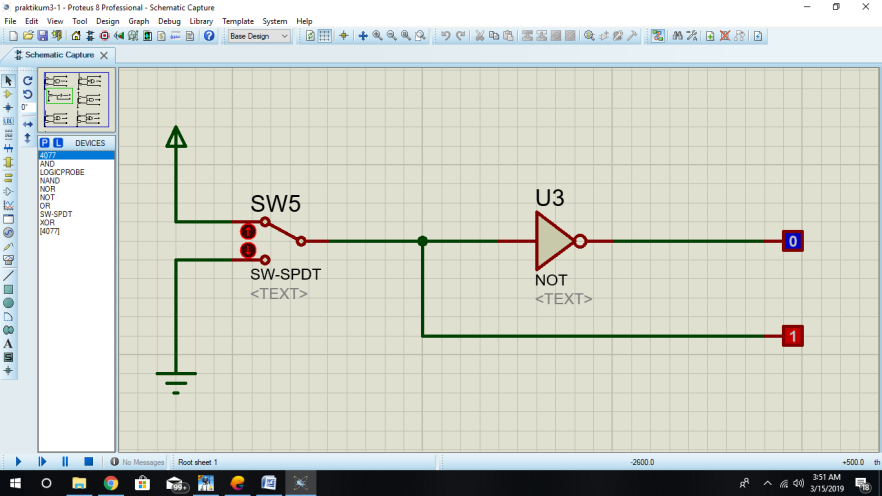 praktikum3-1 - Proteus 8 Professional - Schematic Capture
File Edit View Tool Design Graph Debug Library Template System Help
Base Design
Schematic Capture
0°
LBL
P L DEVICES
4077
AND
LOGICPROBE
NAND
NOR
NOT
OR
SW-SPDT
XOR
[4077]
A
SW5
SW-SPDT
<TEXT>
U3
NOT
<TEXT>
0
1
No Messages
Root sheet 1
-2600.0
+500.0
th
99+
3:51 AM
3/15/2019
18